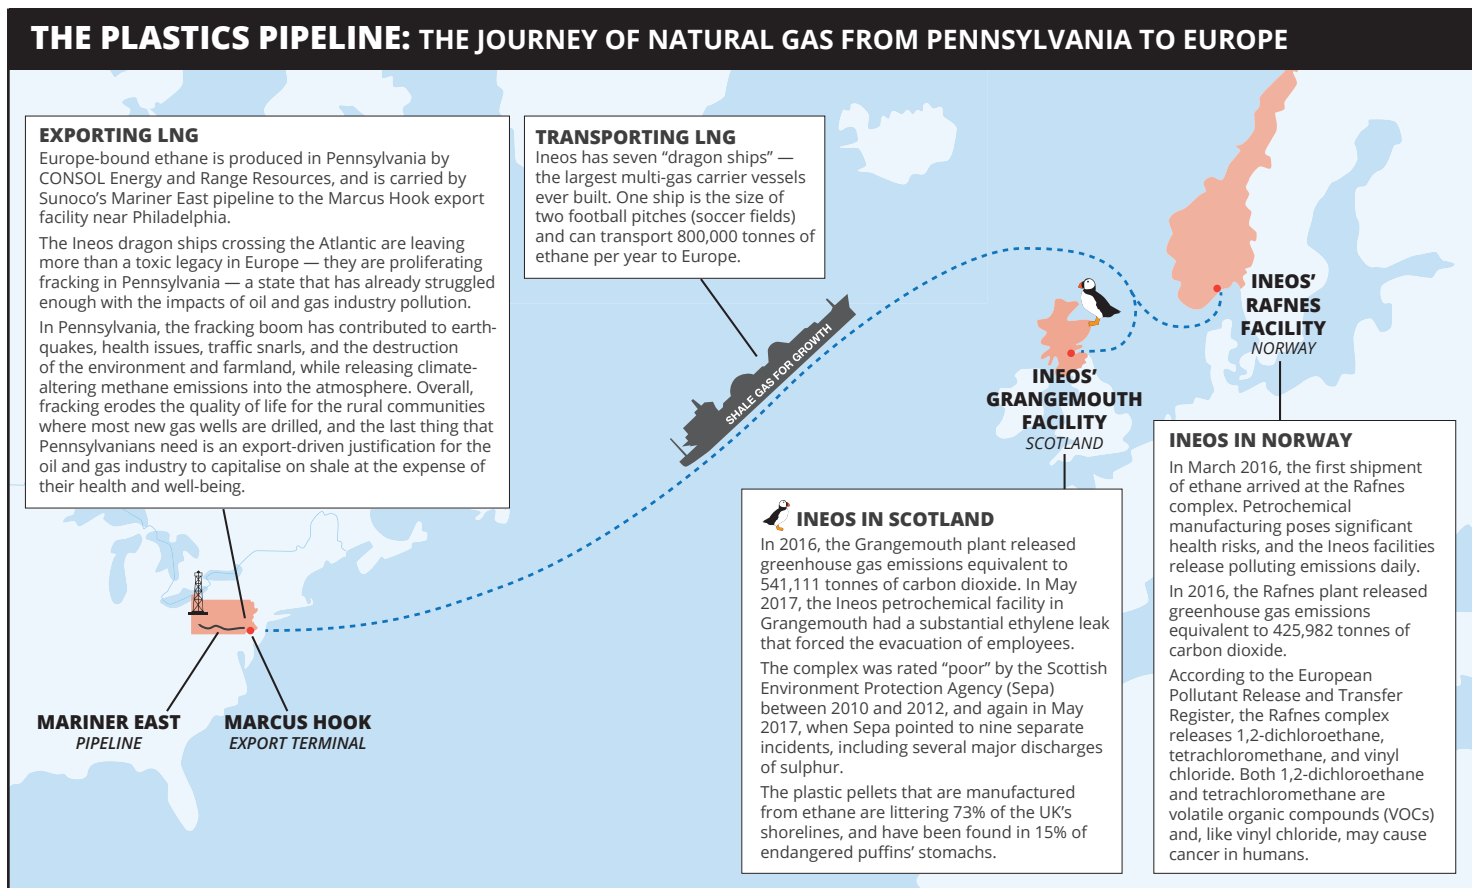 THE PLASTICS PIPELINE: THE JOURNEY OF NATURAL GAS FROM PENNSYLVANIA TO EUROPE
EXPORTING LNG
Europe-bound ethane is produced in Pennsylvania by
CONSOL Energy and Range Resources, and is carried by
Sunoco's Mariner East pipeline to the Marcus Hook export
facility near Philadelphia.
The Ineos dragon ships crossing the Atlantic are leaving
more than a toxic legacy in Europe — they are proliferating
fracking in Pennsylvania — a state that has already struggled
enough with the impacts of oil and gas industry pollution.
In Pennsylvania, the fracking boom has contributed to earth-
quakes, health issues, traffic snarls, and the destruction
of the environment and farmland, while releasing climate-
altering methane emissions into the atmosphere. Overall,
fracking erodes the quality of life for the rural communities
where most new gas wells are drilled, and the last thing that
Pennsylvanians need is an export-driven justification for the
oil and gas industry to capitalise on shale at the expense of
their health and well-being.
TRANSPORTING LNG
Ineos has seven “dragon ships” —
the largest multi-gas carrier vessels
ever built. One ship is the size of
two football pitches (soccer fields)
and can transport 800,000 tonnes of
ethane per year to Europe.
SHALE GAS FOR GROWTH
MARINER EAST
PIPELINE
MARCUS HOOK
EXPORT TERMINAL
INEOS'
GRANGEMOUTH
FACILITY
SCOTLAND
INEOS'
RAFNES
FACILITY
NORWAY
INEOS IN SCOTLAND
In 2016, the Grangemouth plant released
greenhouse gas emissions equivalent to
541,111 tonnes of carbon dioxide. In May
2017, the Ineos petrochemical facility in
Grangemouth had a substantial ethylene leak
that forced the evacuation of employees.
The complex was rated “poor” by the Scottish
Environment Protection Agency (Sepa)
between 2010 and 2012, and again in May
2017, when Sepa pointed to nine separate
incidents, including several major discharges
of sulphur.
The plastic pellets that are manufactured
from ethane are littering 73% of the UK's
shorelines, and have been found in 15% of
endangered puffins' stomachs.
INEOS IN NORWAY
In March 2016, the first shipment
of ethane arrived at the Rafnes
complex. Petrochemical
manufacturing poses significant
health risks, and the Ineos facilities
release polluting emissions daily.
In 2016, the Rafnes plant released
greenhouse gas emissions
equivalent to 425,982 tonnes of
carbon dioxide.
According to the European
Pollutant Release and Transfer
Register, the Rafnes complex
releases 1,2-dichloroethane,
tetrachloromethane, and vinyl
chloride. Both 1,2-dichloroethane
and tetrachloromethane are
volatile organic compounds (VOCs)
and, like vinyl chloride, may cause
cancer in humans.